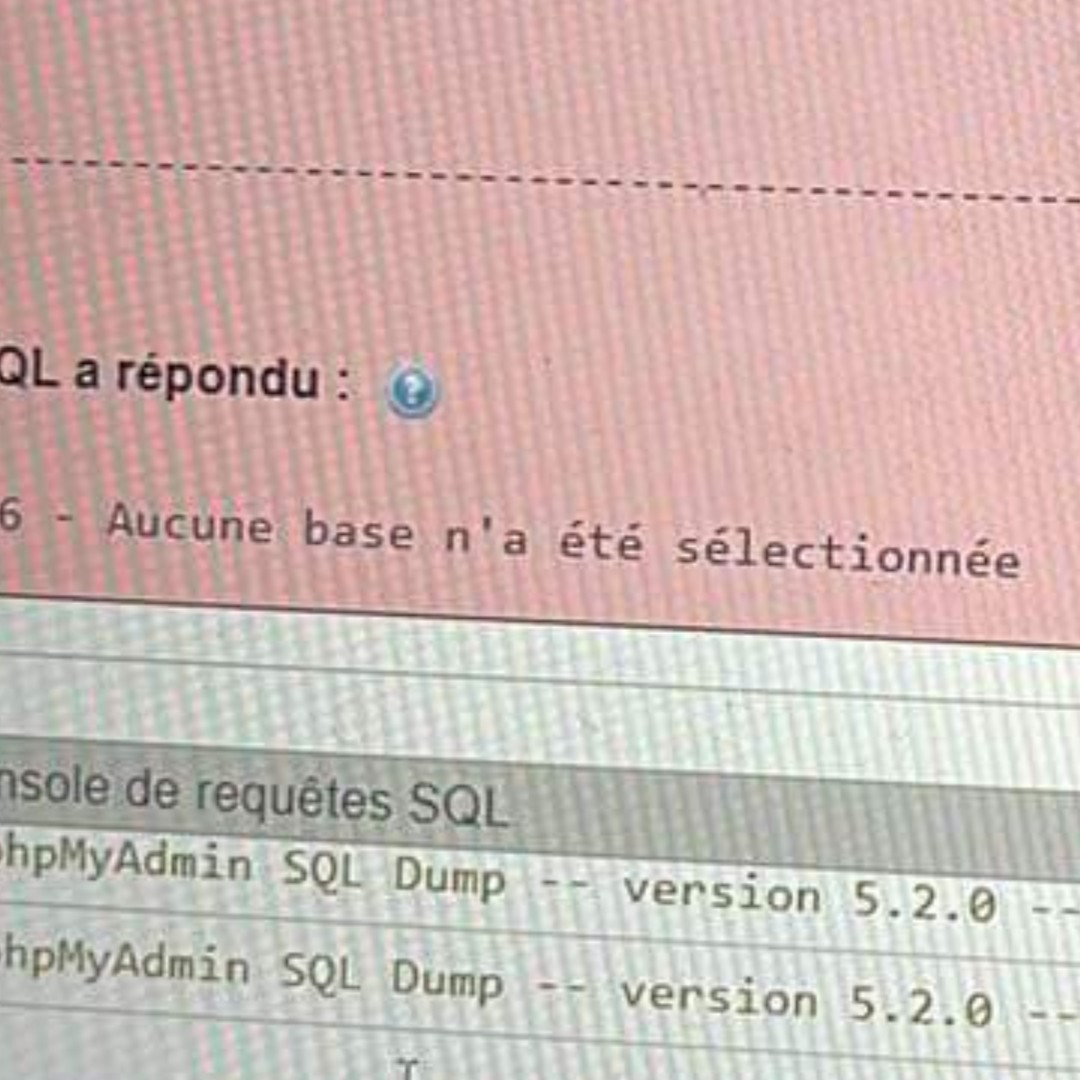 QL a répondu :
6 - Aucune base n'a été sélectionnée
nsole de requêtes SQL
hpMyAdmin SQL Dump -- version 5.2.0 --
hpMyAdmin SQL Dump -- version 5.2.0 --